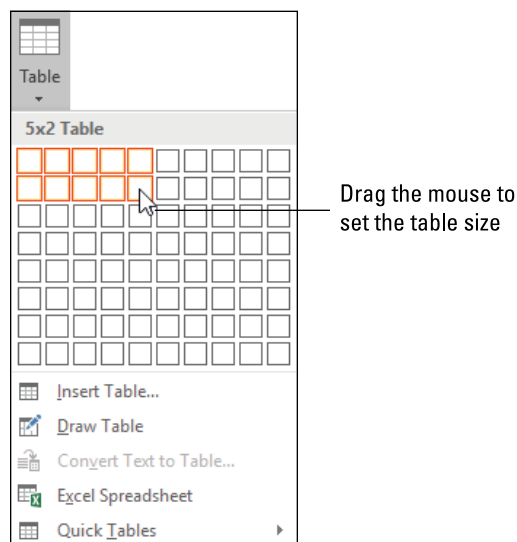 Table
5x2 Table
Drag the mouse to
set the table size
Insert Table...
Draw Table
Convert Text to Table...
Excel Spreadsheet
Quick Tables